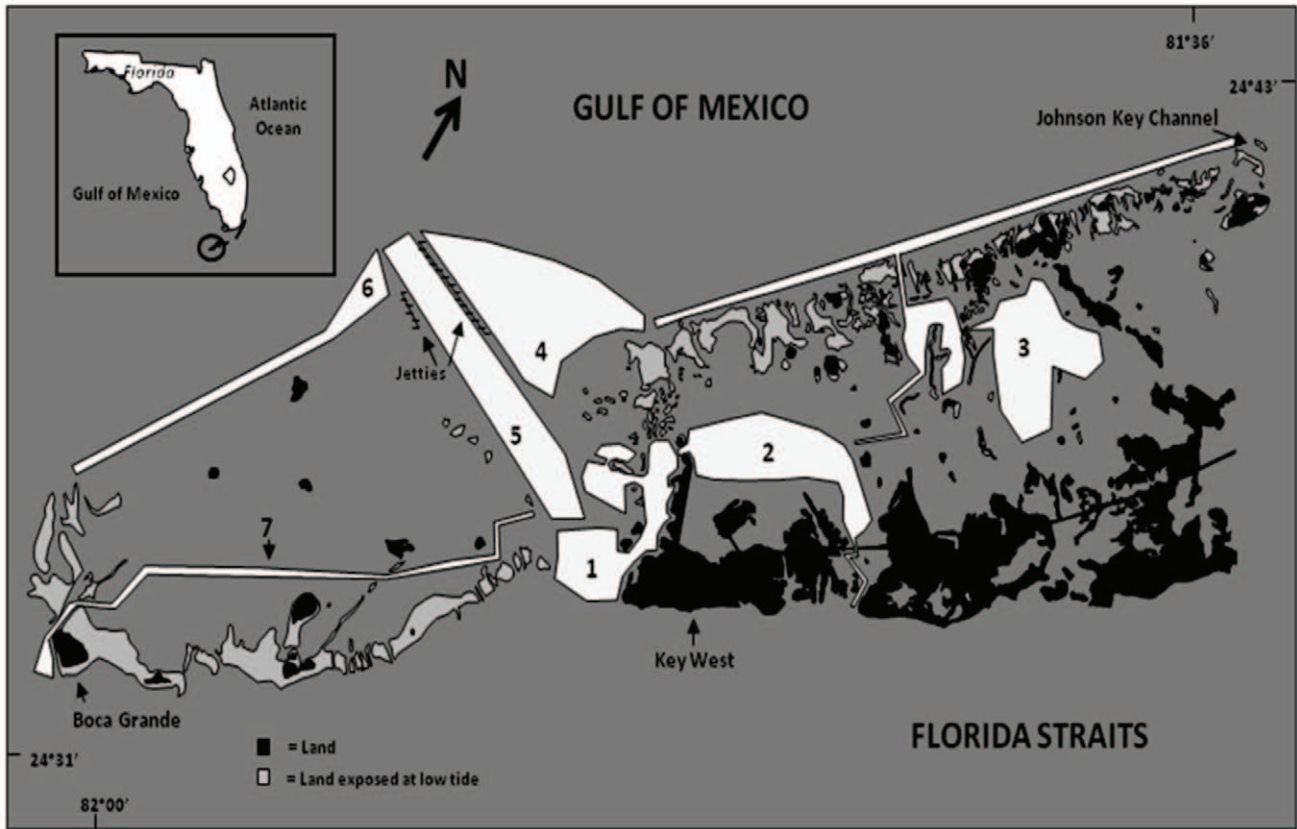 81°36′
24°43′
Florida
Atlantic
Ocean
Gulf of Mexico
N
GULF OF MEXICO
Johnson Key Channel
6
4
Jetties
3
5
2
7
1
Key West
Boca Grande
FLORIDA STRAITS
= Land
= Land exposed at low tide
24°31′
82°00′